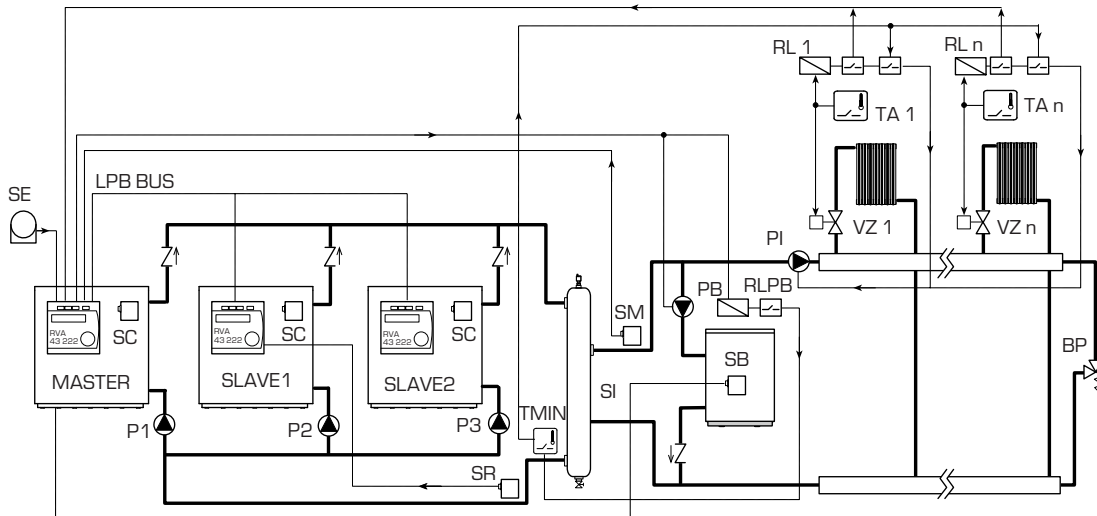 RL 1
RL n
TA 1
TA n
SE
LPB BUS
VZ 1
VZ n
PI
PB
RLPB
SM
SC
SC
SC
RVA
43 222
RVA
43 222
RVA
43 222
MASTER
SLAVE1
SLAVE2
SB
SI
BP
P1
P2
P3
TMIN
SR